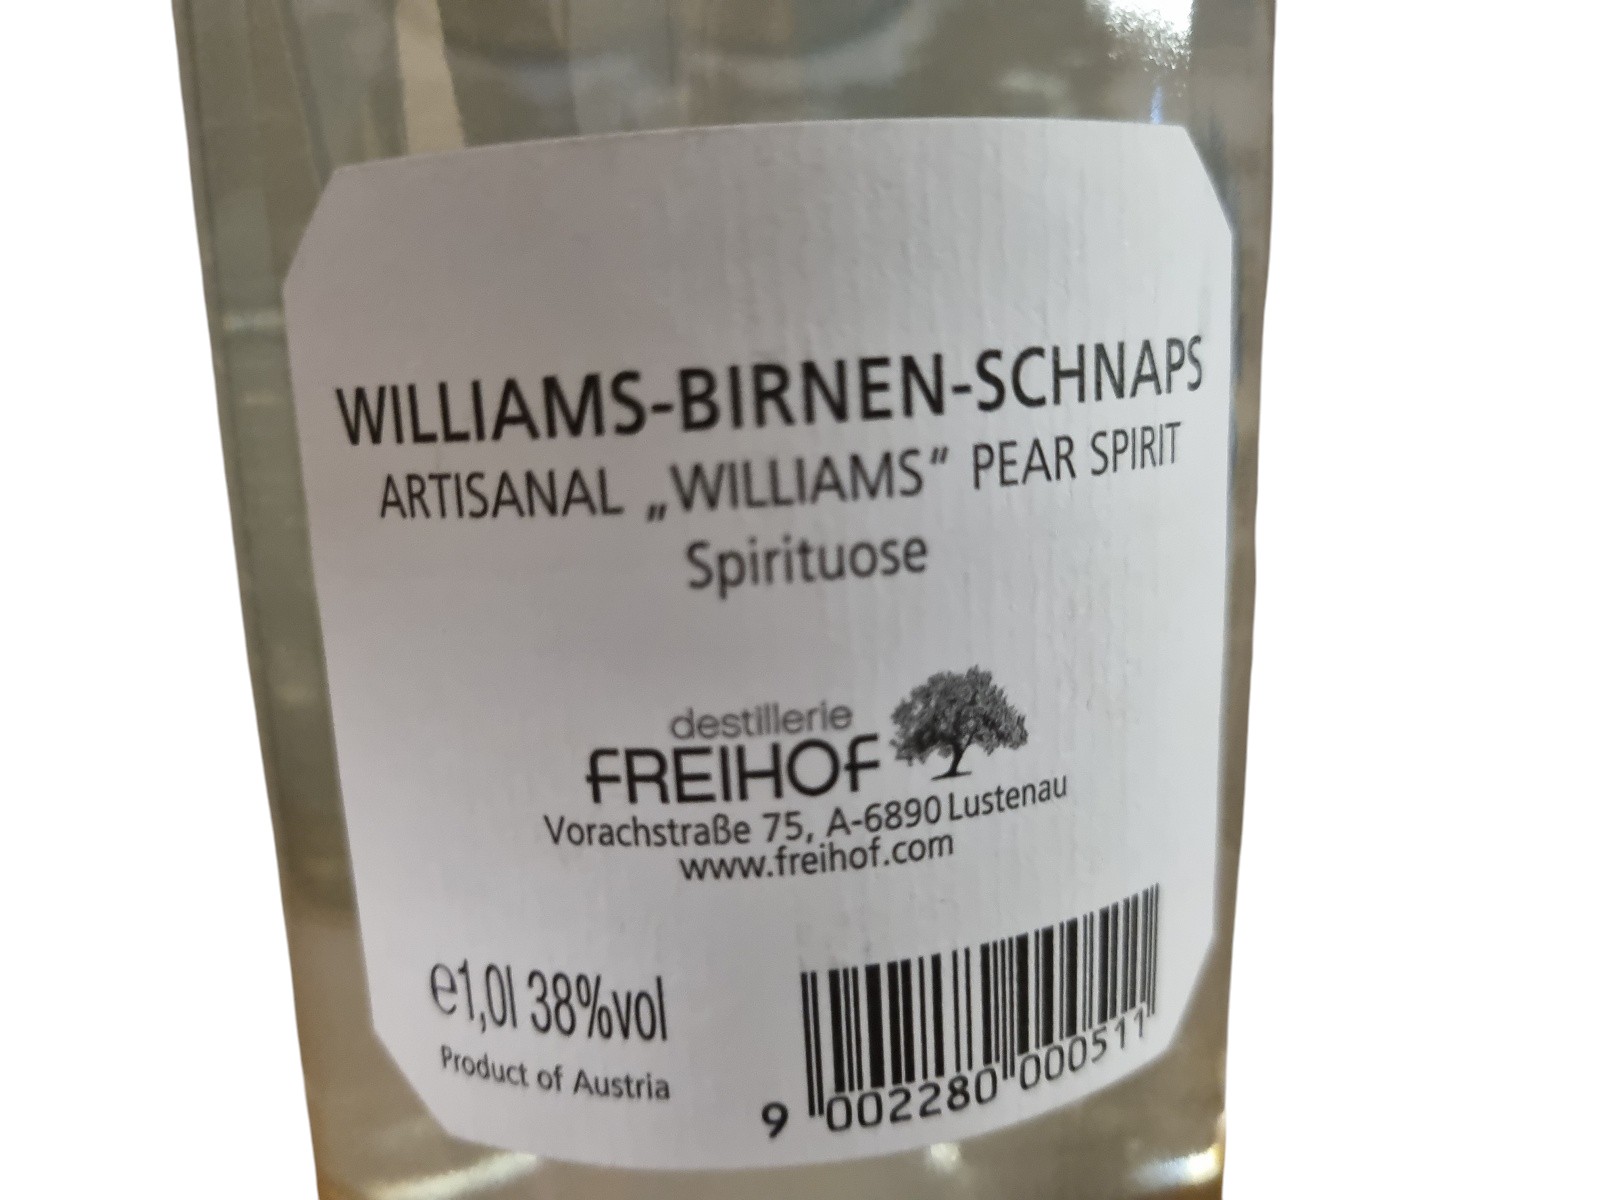 WILLIAMS-BIRNEN-SCHNAPS
ARTISANAL „WILLIAMS“ PEAR SPIRIT
Spirituose
destillerie
FREIHOF
Vorachstraße 75, A-6890 Lustenau
www.freihof.com
e1,0l 38%vol
Product of Austria
9 002280 000511